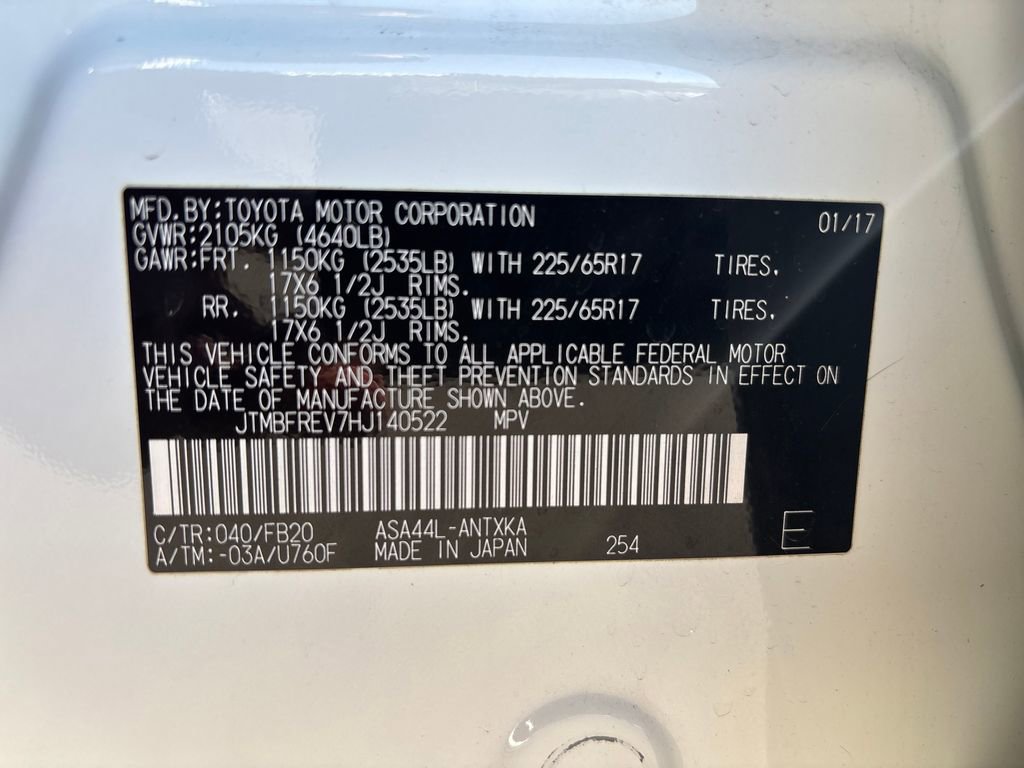 MFD.BY:TOYOTA MOTOR CORPORATION 01/17
GVWR:2105KG (4640LB)
GAWR:FRT. 1150KG (2535LB) WITH 225/65R17 TIRES,
17X6 1/2J RIMS.
RR. 1150KG (2535LB) WITH 225/65R17 TIRES,
17X6 1/2J RIMS.
THIS VEHICLE CONFORMS TO ALL APPLICABLE FEDERAL MOTOR
VEHICLE SAFETY AND THEFT PREVENTION STANDARDS IN EFFECT ON
THE DATE OF MANUFACTURE SHOWN ABOVE.
JTMBFREV7HJ140522 MPV
C/TR:040/FB20 ASA44L-ANTXKA
A/TM:-03A/U760F MADE IN JAPAN 254 E